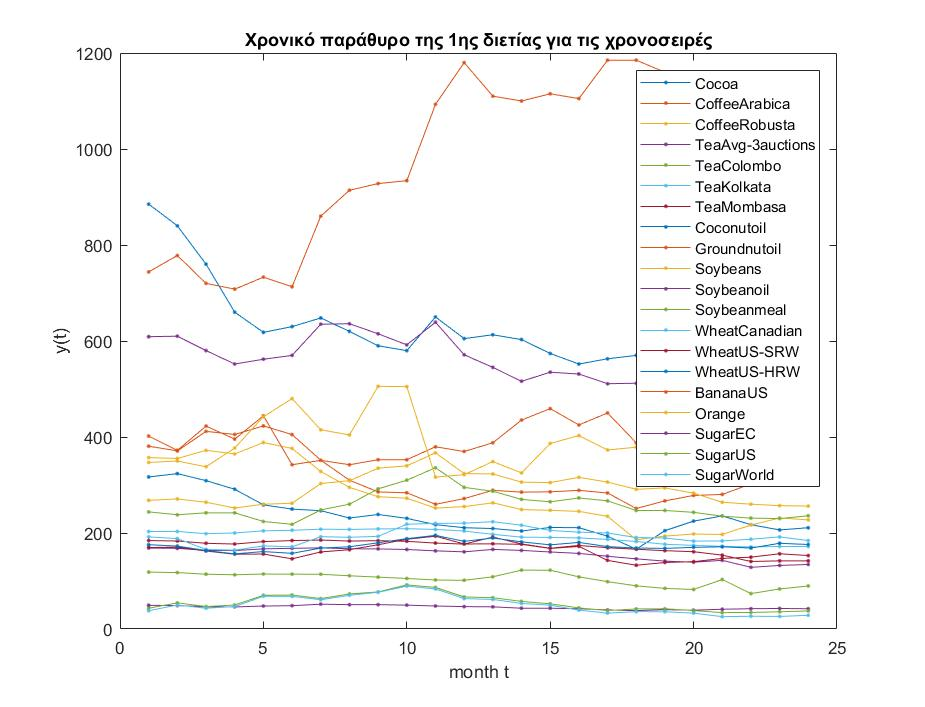 Χρονικό παράθυρο της 1ης διετίας για τις χρονοσειρές
1200
1000
800
600
400
200
0
y(t)
Cocoa
CoffeeArabica
CoffeeRobusta
TeaAvg-3auctions
TeaColombo
TeaKolkata
TeaMombasa
Coconutoil
Groundnutoil
Soybeans
Soybeanoil
Soybeanmeal
WheatCanadian
WheatUS-SRW
WheatUS-HRW
BananaUS
Orange
SugarEC
SugarUS
SugarWorld
0 5 10 15 20 25
month t